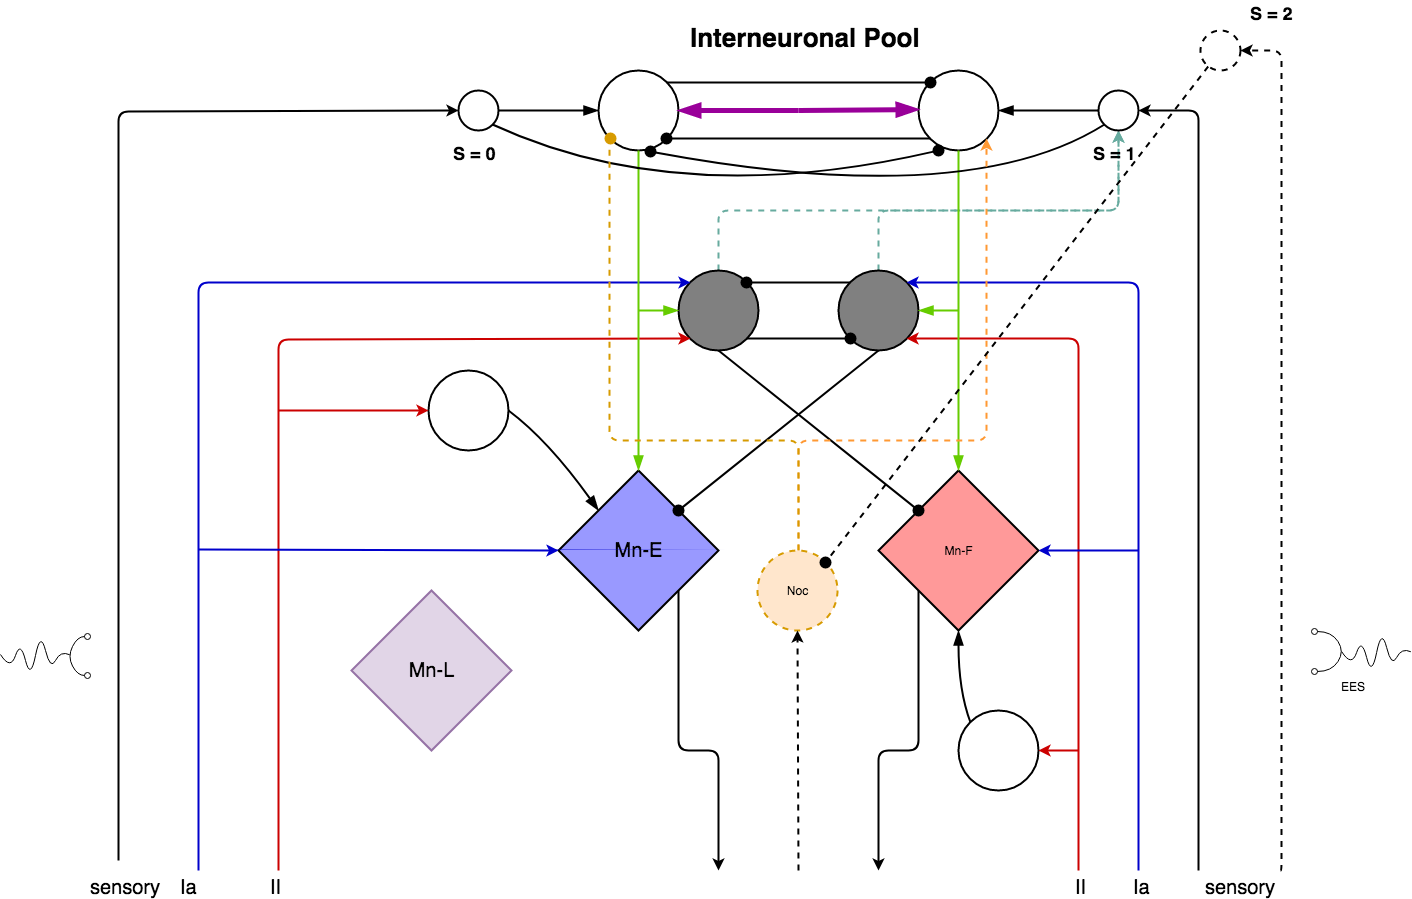 S = 2
Interneuronal Pool
S = 0
S = 1
Mn-E
Mn-F
Noc
Mn-L
EES
sensory
Ia
II
II
Ia
sensory